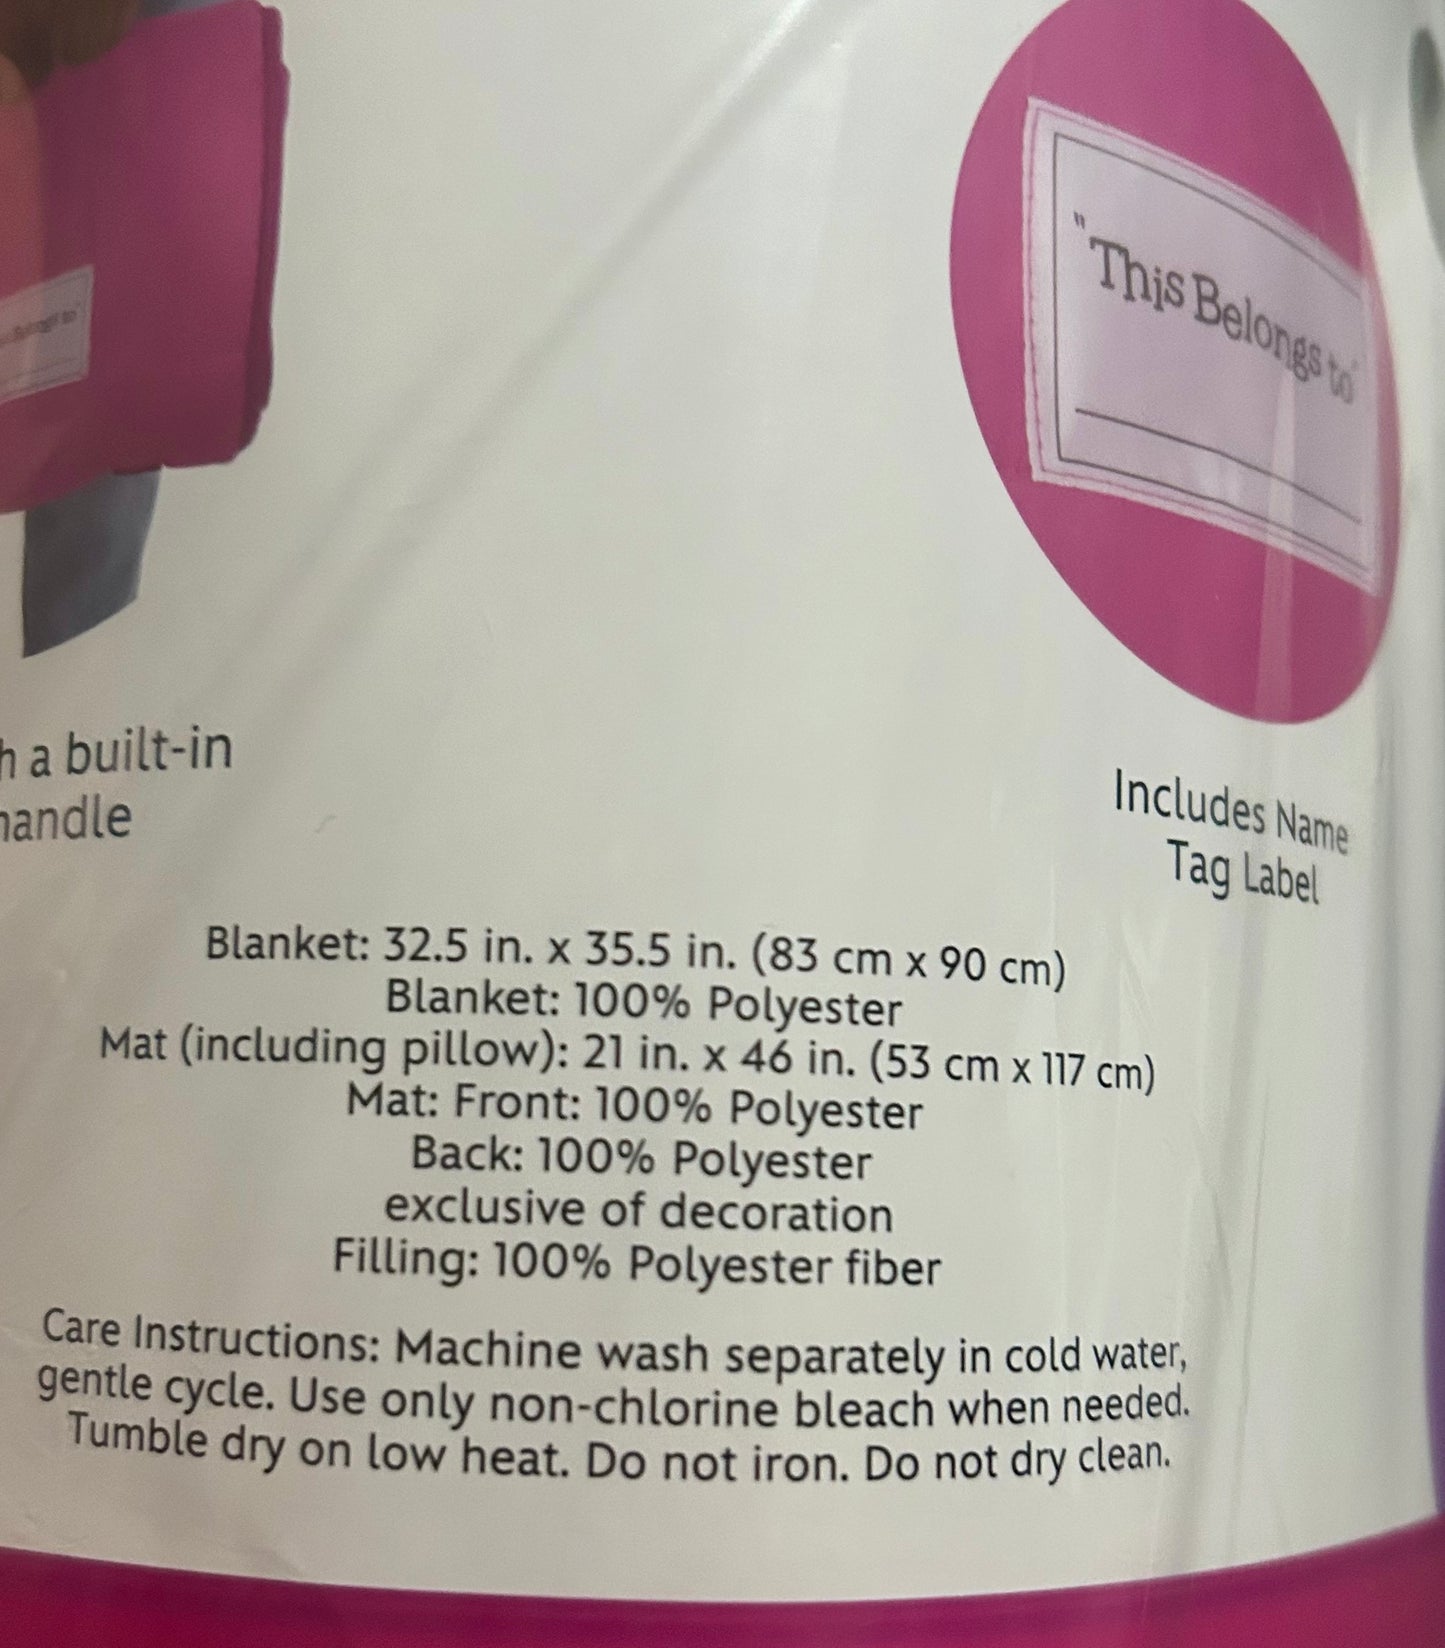 "This Belongs to"
a built-in
Includes Name
Tag Label
Blanket: 32.5 in. x 35.5 in. (83 cm x 90 cm)
Blanket: 100% Polyester
Mat (including pillow): 21 in. x 46 in. (53 cm x 117 cm)
Mat: Front: 100% Polyester
Back: 100% Polyester
exclusive of decoration
Filling: 100% Polyester fiber
Care Instructions: Machine wash separately in cold water,
gentle cycle. Use only non-chlorine bleach when needed.
Tumble dry on low heat. Do not iron. Do not dry clean.